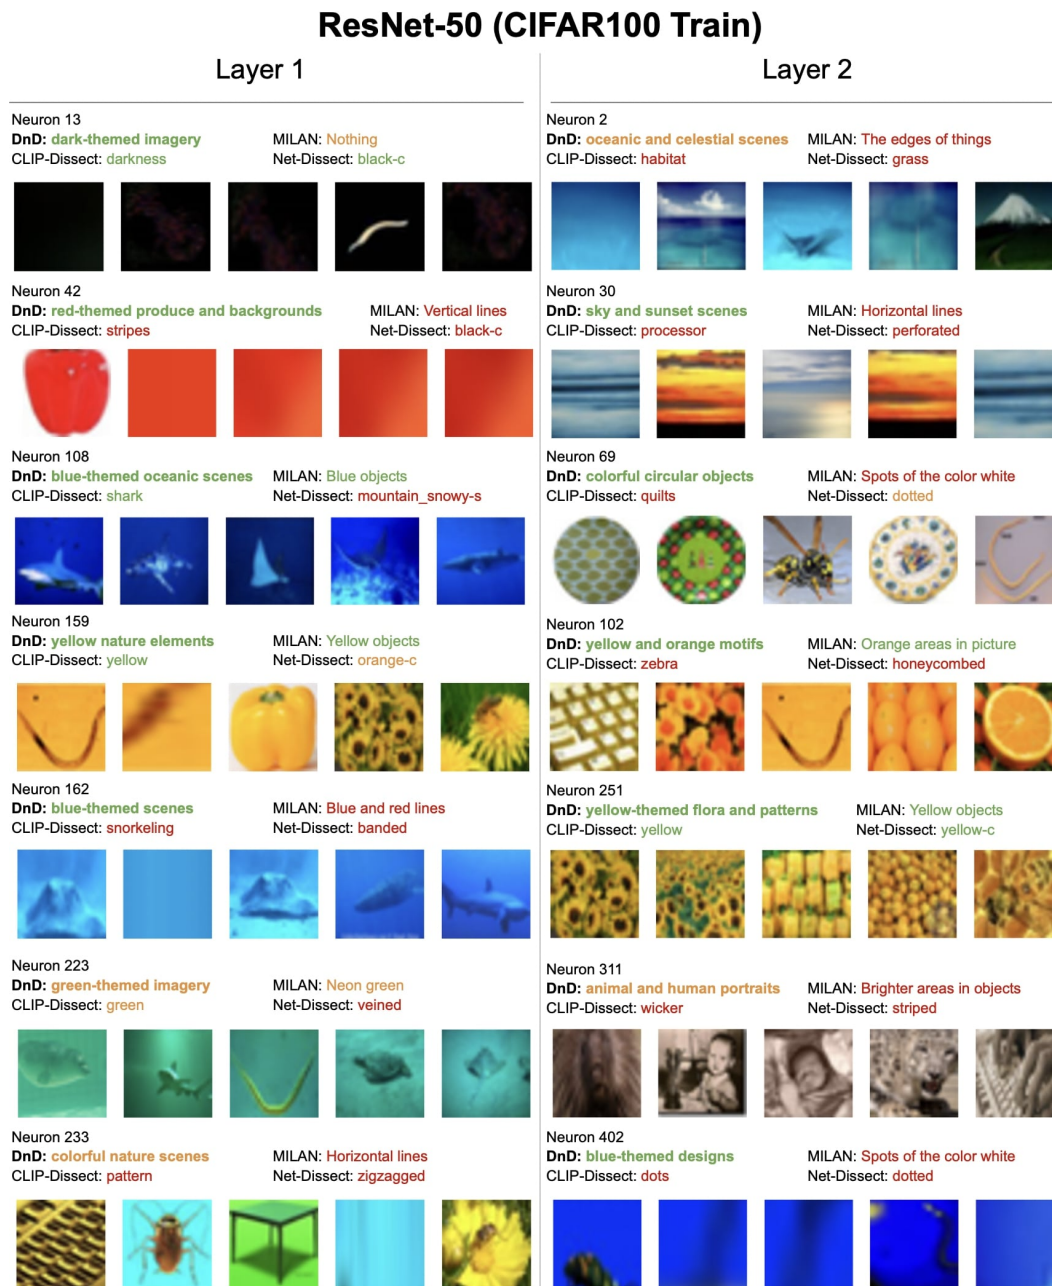 ResNet-50 (CIFAR100 Train)
Layer 1
Neuron 13
DnD: dark-themed imagery MILAN: Nothing
CLIP-Dissect: darkness Net-Dissect: black-c
Neuron 42
DnD: red-themed produce and backgrounds MILAN: Vertical lines
CLIP-Dissect: stripes Net-Dissect: black-c
Neuron 108
DnD: blue-themed oceanic scenes MILAN: Blue objects
CLIP-Dissect: shark Net-Dissect: mountain_snowy-s
Neuron 159
DnD: yellow nature elements MILAN: Yellow objects
CLIP-Dissect: yellow Net-Dissect: orange-c
Neuron 162
DnD: blue-themed scenes MILAN: Blue and red lines
CLIP-Dissect: snorkeling Net-Dissect: banded
Neuron 223
DnD: green-themed imagery MILAN: Neon green
CLIP-Dissect: green Net-Dissect: veined
Neuron 233
DnD: colorful nature scenes MILAN: Horizontal lines
CLIP-Dissect: pattern Net-Dissect: zigzagged
Layer 2
Neuron 2
DnD: oceanic and celestial scenes MILAN: The edges of things
CLIP-Dissect: habitat Net-Dissect: grass
Neuron 30
DnD: sky and sunset scenes MILAN: Horizontal lines
CLIP-Dissect: processor Net-Dissect: perforated
Neuron 69
DnD: colorful circular objects MILAN: Spots of the color white
CLIP-Dissect: quilts Net-Dissect: dotted
Neuron 102
DnD: yellow and orange motifs MILAN: Orange areas in picture
CLIP-Dissect: zebra Net-Dissect: honeycombed
Neuron 251
DnD: yellow-themed flora and patterns MILAN: Yellow objects
CLIP-Dissect: yellow Net-Dissect: yellow-c
Neuron 311
DnD: animal and human portraits MILAN: Brighter areas in objects
CLIP-Dissect: wicker Net-Dissect: striped
Neuron 402
DnD: blue-themed designs MILAN: Spots of the color white
CLIP-Dissect: dots Net-Dissect: dotted